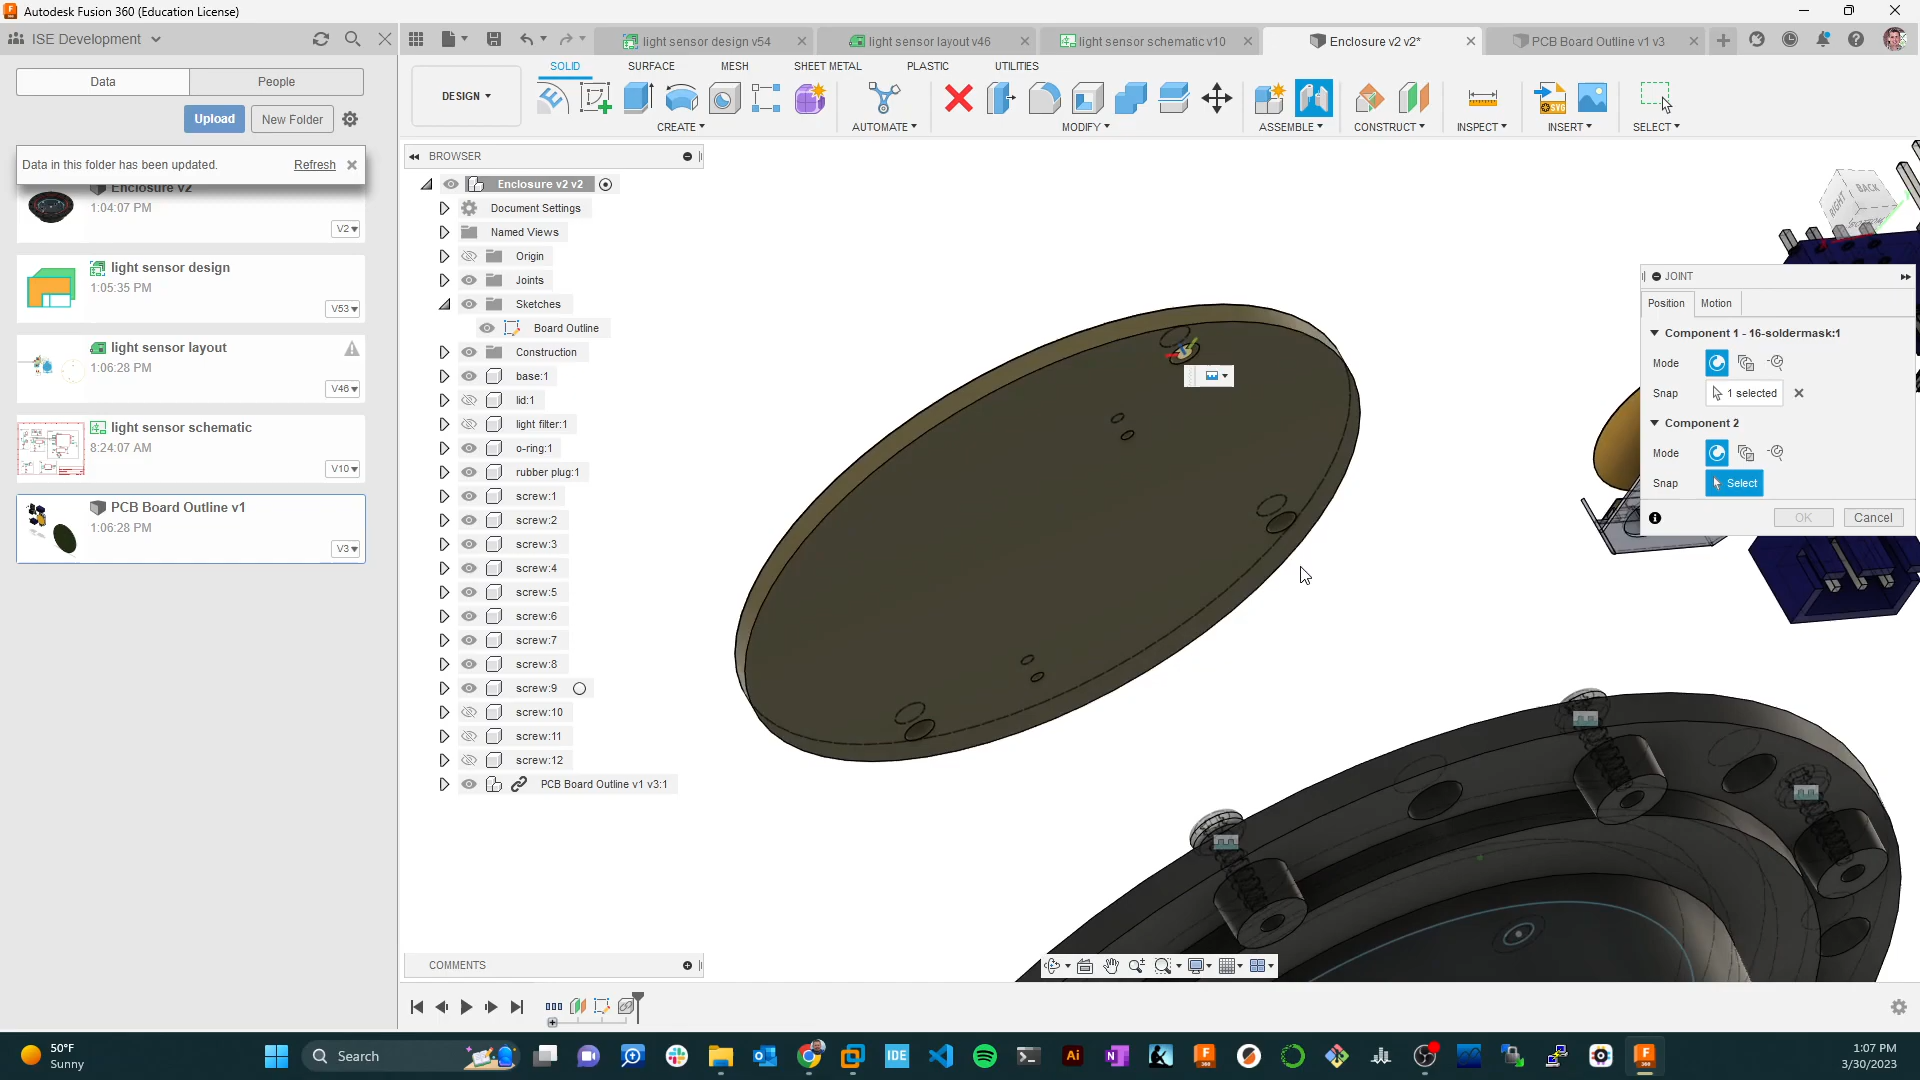 Autodesk Fusion 360 (Education License)
ISE Development
light sensor design v54
light sensor layout v46
light sensor schematic v10
Enclosure v2 v2*
PCB Board Outline v1 v3
Data
People
Upload
New Folder
Data in this folder has been updated.
Refresh
Enclosure v2
1:04:07 PM
V2
light sensor design
1:05:35 PM
V53
light sensor layout
1:06:28 PM
V46
light sensor schematic
8:24:07 AM
V10
PCB Board Outline v1
1:06:28 PM
V3
SOLID
SURFACE
MESH
SHEET METAL
PLASTIC
UTILITIES
DESIGN
CREATE
AUTOMATE
MODIFY
ASSEMBLE
CONSTRUCT
INSPECT
INSERT
SELECT
SVG
BROWSER
Enclosure v2 v2
Document Settings
Named Views
Origin
Joints
Sketches
Board Outline
Construction
base:1
lid:1
light filter:1
o-ring:1
rubber plug:1
screw:1
screw:2
screw:3
screw:4
screw:5
screw:6
screw:7
screw:8
screw:9
screw:10
screw:11
screw:12
PCB Board Outline v1 v3:1
BACK
RIGHT
JOINT
Position
Motion
Component 1 - 16-soldermask:1
Mode
Snap
1 selected
Component 2
Mode
Snap
Select
OK
Cancel
COMMENTS
50°F
Sunny
Search
IDE
Ai
1:07 PM
3/30/2023